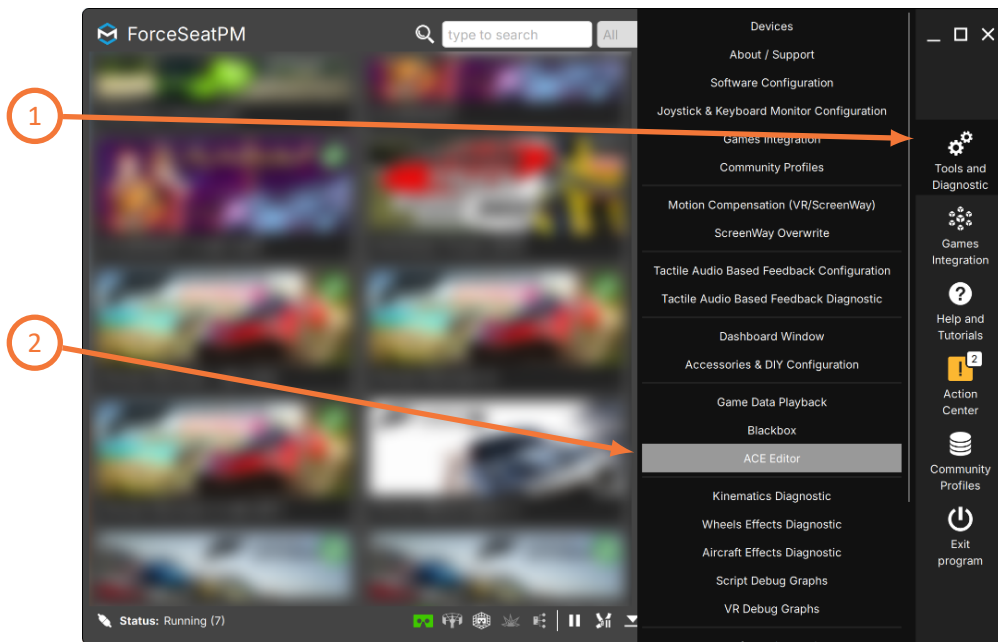 ForceSeatPM
type to search
All
1
2
Devices
About / Support
Software Configuration
Joystick & Keyboard Monitor Configuration
Games Integration
Community Profiles
Motion Compensation (VR/ScreenWay)
ScreenWay Overwrite
Tactile Audio Based Feedback Configuration
Tactile Audio Based Feedback Diagnostic
Dashboard Window
Accessories & DIY Configuration
Game Data Playback
Blackbox
ACE Editor
Kinematics Diagnostic
Wheels Effects Diagnostic
Aircraft Effects Diagnostic
Script Debug Graphs
VR Debug Graphs
Tools and
Diagnostic
Games
Integration
Help and
Tutorials
2
Action
Center
Community
Profiles
Exit
program
Status: Running (7)